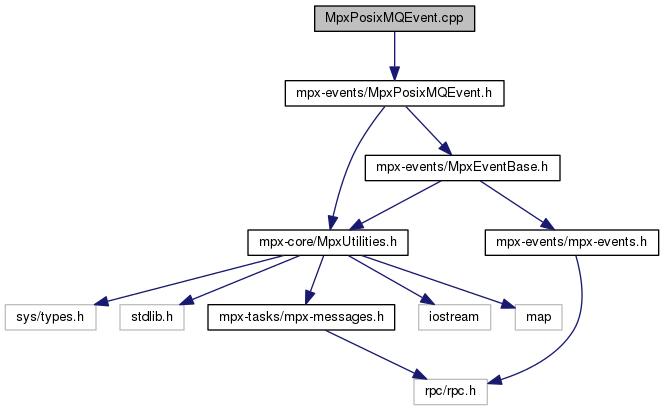 MpxPosixMQEvent.cpp
mpx-events/MpxPosixMQEvent.h
mpx-events/MpxEventBase.h
mpx-core/MpxUtilities.h
mpx-events/mpx-events.h
sys/types.h
stdlib.h
mpx-tasks/mpx-messages.h
iostream
map
rpc/rpc.h